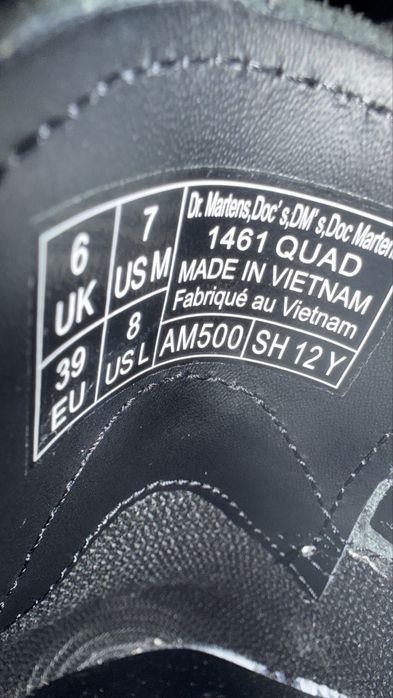 6 UK
7 US M
39 EU
8 US L
Dr. Martens,Doc's,DM's,Doc Marten
1461 QUAD
MADE IN VIETNAM
Fabriqué au Vietnam
AM500
SH 12 Y